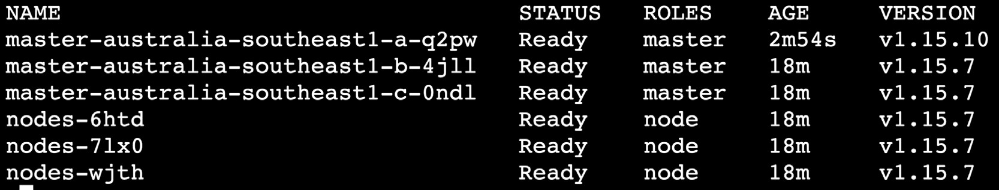 NAME STATUS ROLES AGE VERSION
master-australia-southeast1-a-q2pw Ready master 2m54s v1.15.10
master-australia-southeast1-b-4jll Ready master 18m v1.15.7
master-australia-southeast1-c-0ndl Ready master 18m v1.15.7
nodes-6htd Ready node 18m v1.15.7
nodes-7lx0 Ready node 18m v1.15.7
nodes-wjth Ready node 18m v1.15.7